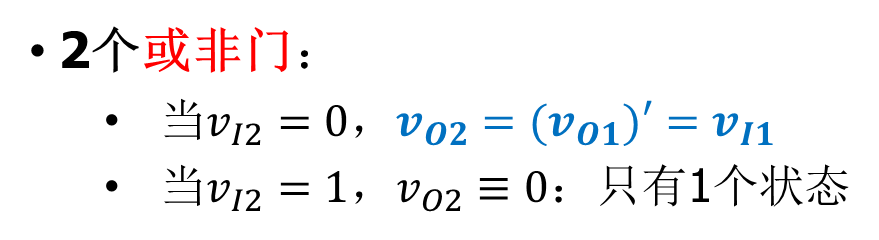 • 2个或非门：
• 当𝑣_{𝐼2} = 0，𝒗_{𝑶𝟐} = (𝒗_{𝑶𝟏})′ = 𝒗_{𝑰𝟏}
• 当𝑣_{𝐼2} = 1，𝑣_{𝑂2} ≡ 0：只有1个状态